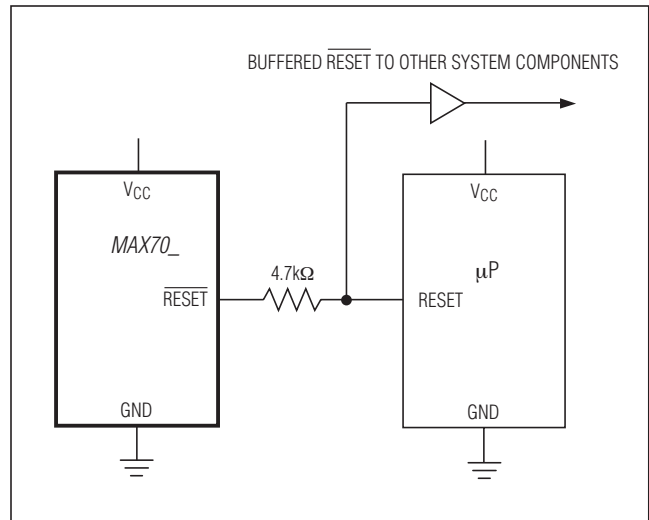 BUFFERED RESET TO OTHER SYSTEM COMPONENTS
VCC
VCC
MAX70_
4.7kΩ
μP
RESET
RESET
GND
GND